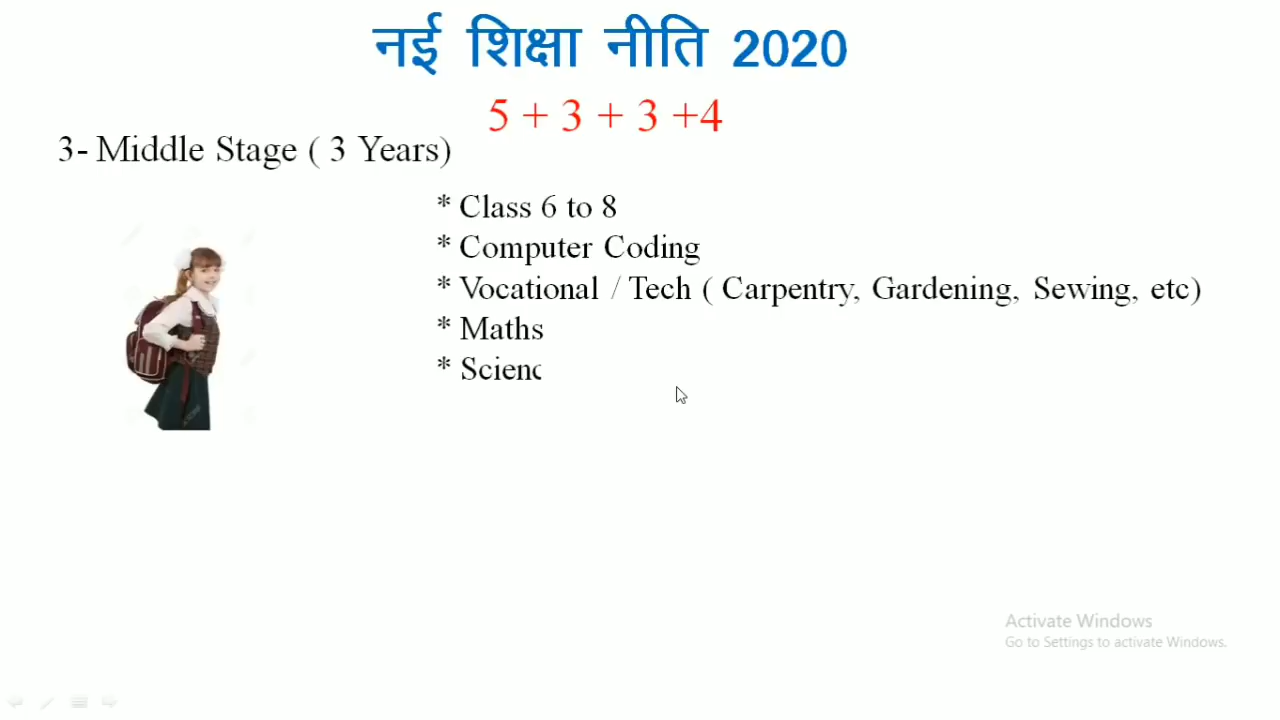 नई शिक्षा नीति 2020
5 + 3 + 3 +4
3- Middle Stage ( 3 Years)
* Class 6 to 8
* Computer Coding
* Vocational / Tech ( Carpentry, Gardening, Sewing, etc)
* Maths
* Scienc
Activate Windows
Go to Settings to activate Windows.